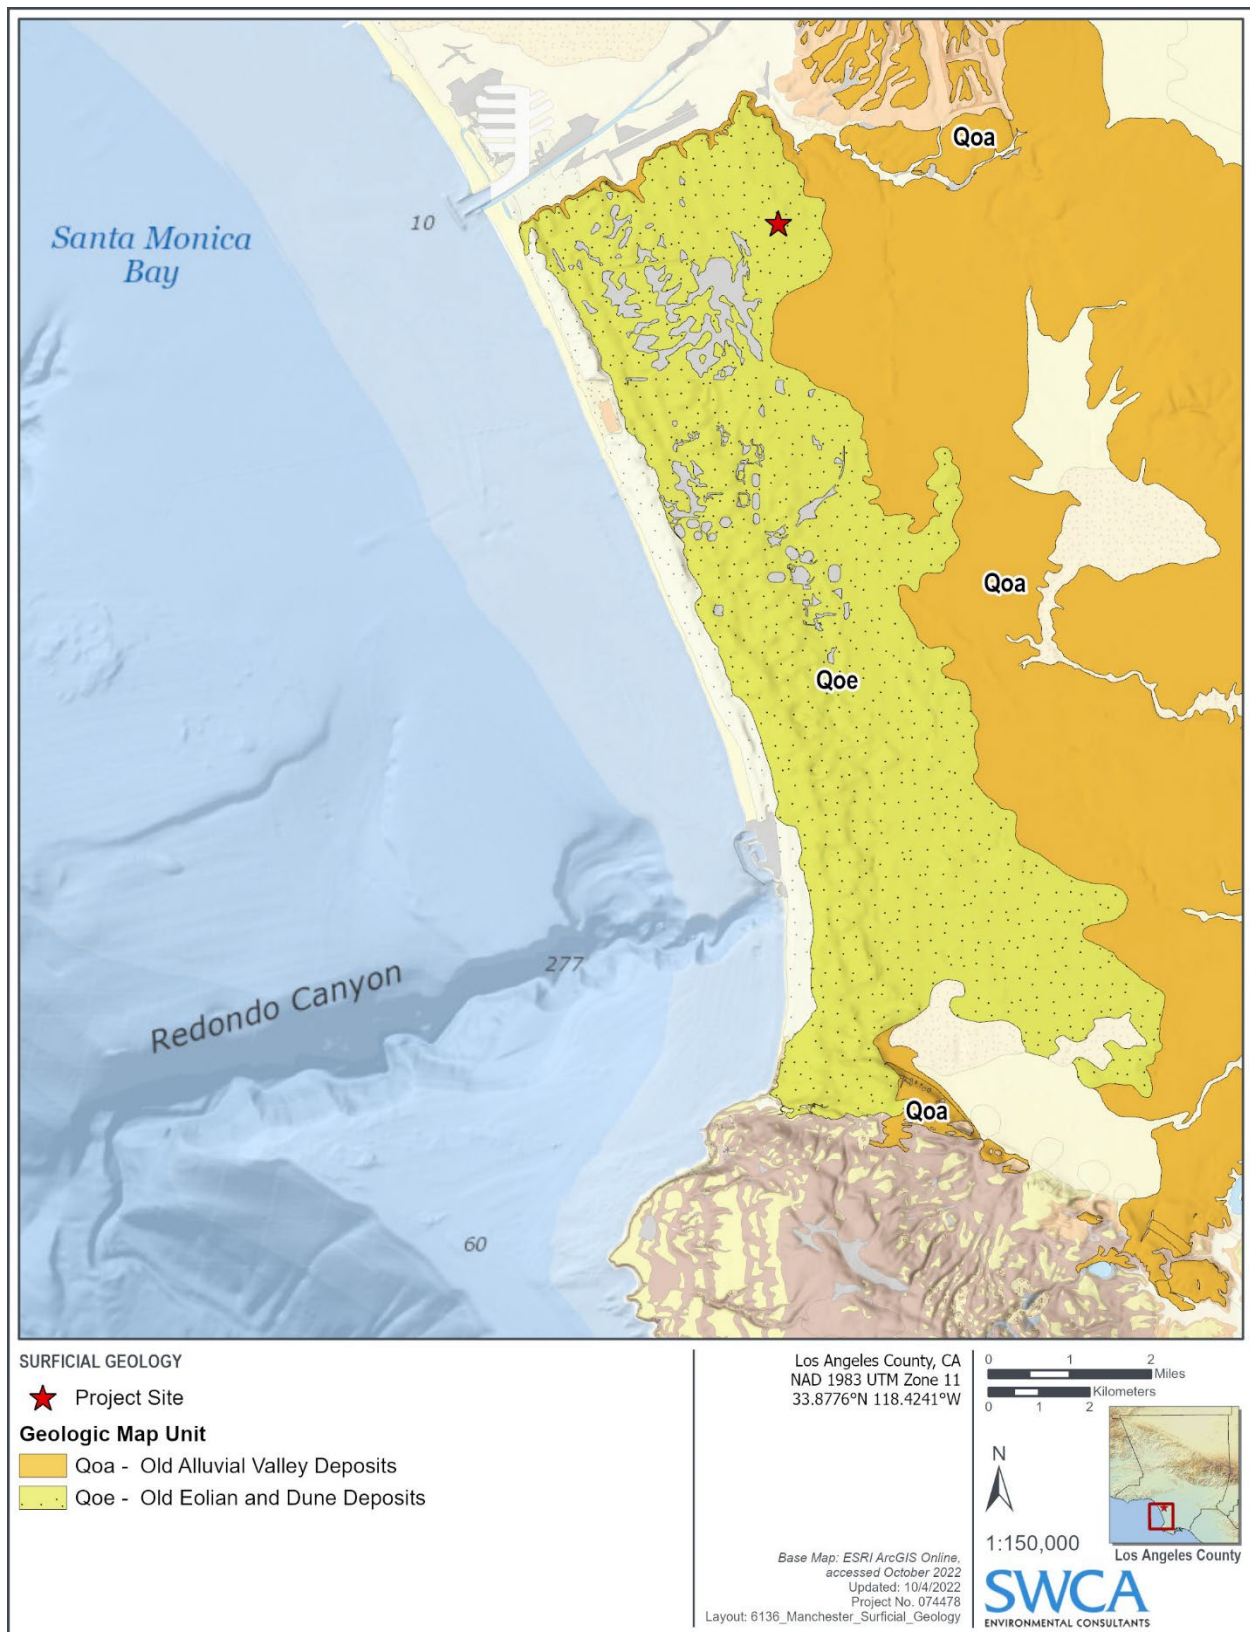 Qoa
10
Santa Monica
Bay
Qoa
Qoe
277
Redondo Canyon
Qoa
60
SURFICIAL GEOLOGY
Project Site
Geologic Map Unit
Qoa - Old Alluvial Valley Deposits
Qoe - Old Eolian and Dune Deposits
Los Angeles County, CA
NAD 1983 UTM Zone 11
33.8776°N 118.4241°W
Base Map: ESRI ArcGIS Online,
accessed October 2022
Updated: 10/4/2022
Project No. 074478
Layout: 6136_Manchester_Surficial_Geology
0 1 2
Miles
Kilometers
0 1 2
N
1:150,000
Los Angeles County
SWCA
ENVIRONMENTAL CONSULTANTS